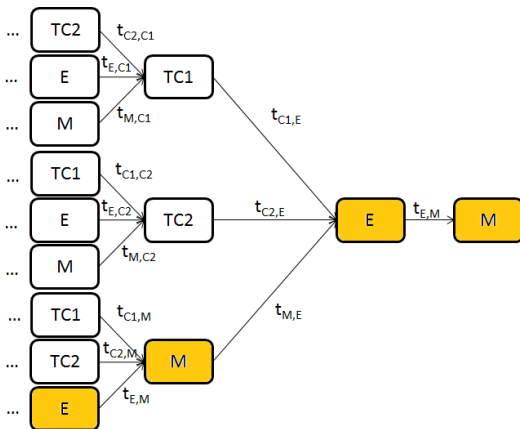 ... TC2 t_C2,C1
... E t_E,C1 TC1
... M t_M,C1
t_C1,E
... TC1 t_C1,C2
... E t_E,C2 TC2 t_C2,E E t_E,M M
... M t_M,C2
t_M,E
... TC1 t_C1,M
... TC2 t_C2,M M
... E t_E,M